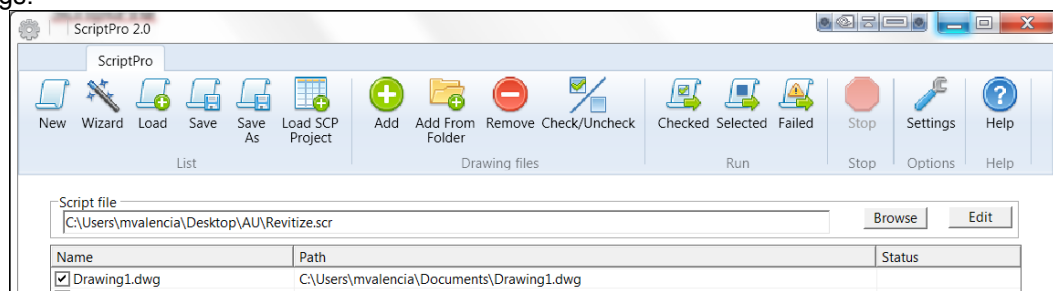 gs.
ScriptPro 2.0
ScriptPro
New Wizard Load Save Save As Load SCP Project Add Add From Folder Remove Check/Uncheck Checked Selected Failed Stop Settings Help
List Drawing files Run Stop Options Help
Script file
C:\Users\mvalencia\Desktop\AU\Revitize.scr Browse Edit
Name Path Status
Drawing1.dwg C:\Users\mvalencia\Documents\Drawing1.dwg